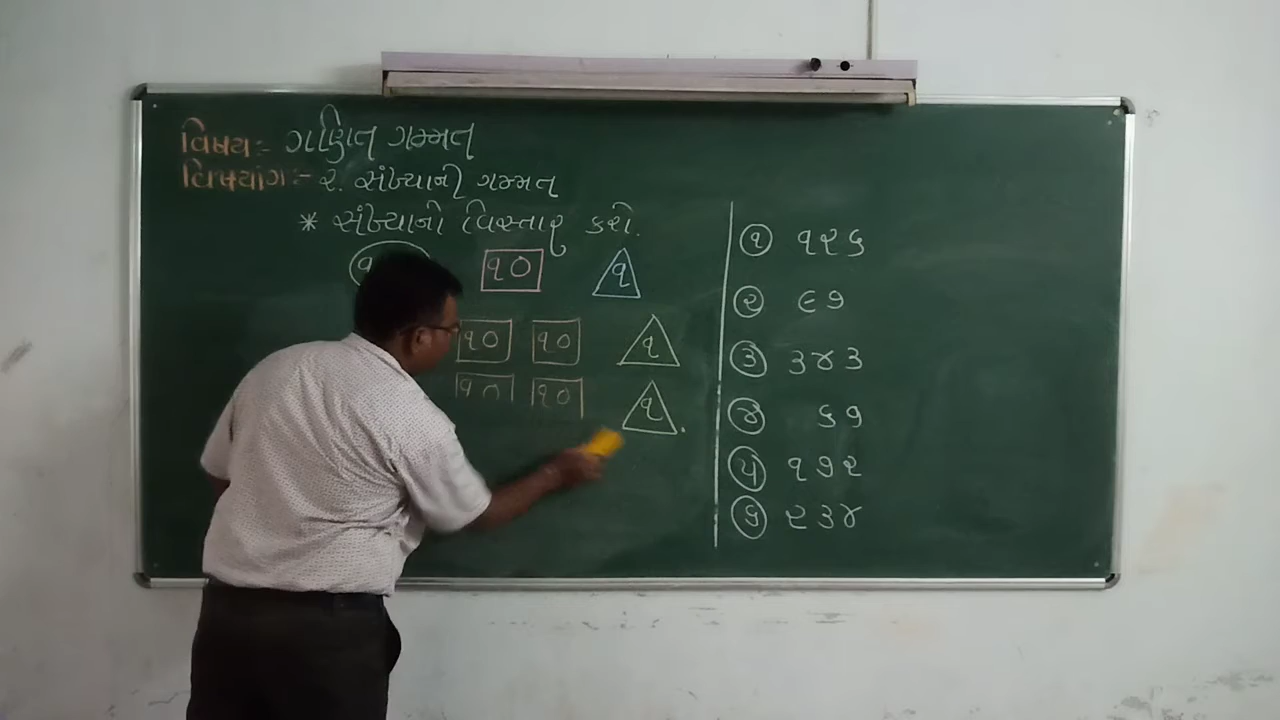 વિષય:- ગણિત ગમ્મત
વિષયાંગ:- ૨. સંખ્યાની ગમ્મત
* સંખ્યાનો વિસ્તાર કરો.
૧૦ ૧
૧૦ ૧૦ ૧
૧૦ ૧૦ ૧
૧ ૧૨૬
૨ ૯૭
૩ ૩૪૩
૪ ૬૧
૫ ૧૭૨
૬ ૨૩૪